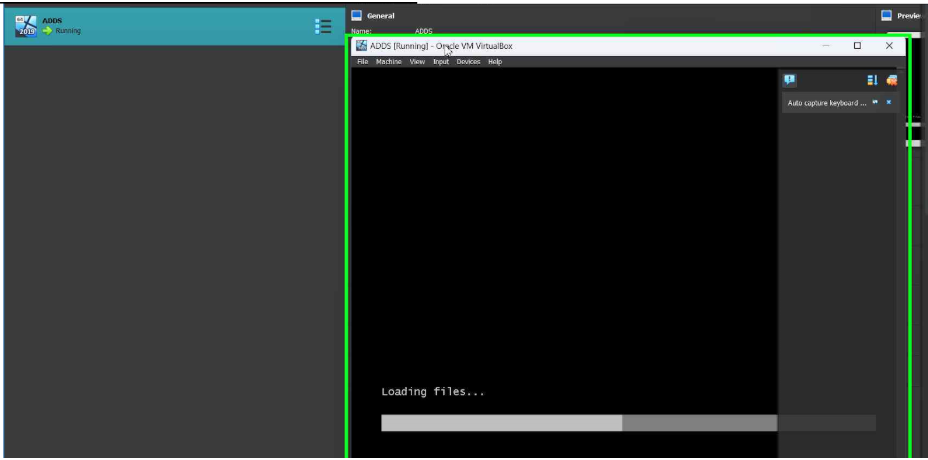 ADDS
2019 Running
General
Name: ADDS
Preview
ADDS [Running] - Oracle VM VirtualBox
File Machine View Input Devices Help
Auto capture keyboard ...
Loading files...